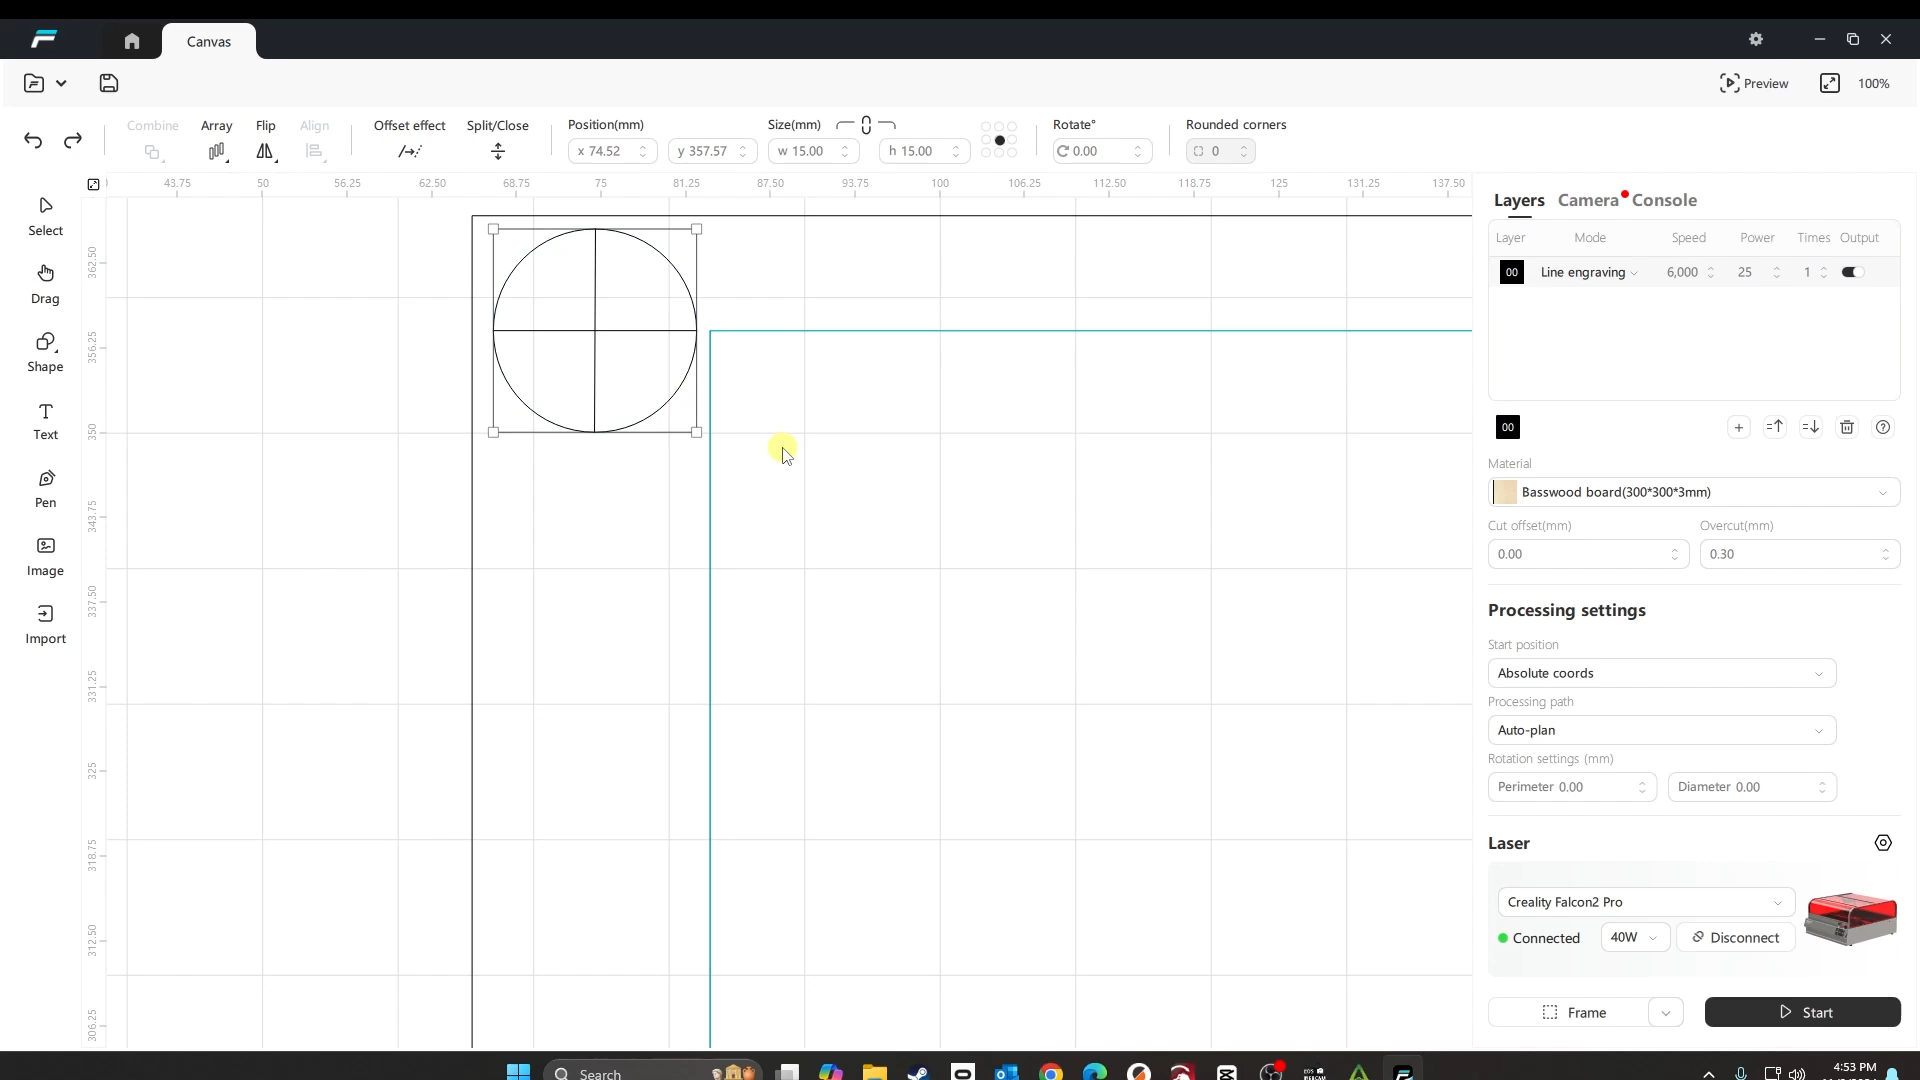 Canvas
Preview
100%
Combine
Array
Flip
Align
Offset effect
Split/Close
Position(mm)
Size(mm)
Rotate°
Rounded corners
x 74.52
y 357.57
w 15.00
h 15.00
0.00
0
43.75 50 56.25 62.50 68.75 75 81.25 87.50 93.75 100 106.25 112.50 118.75 125 131.25 137.50
362.50
356.25
350
343.75
337.50
331.25
325
318.75
312.50
306.25
Select
Drag
Shape
Text
Pen
Image
Import
Layers Camera Console
Layer Mode Speed Power Times Output
00 Line engraving 6,000 25 1
00
Material
Basswood board(300*300*3mm)
Cut offset(mm) Overcut(mm)
0.00 0.30
Processing settings
Start position
Absolute coords
Processing path
Auto-plan
Rotation settings (mm)
Perimeter 0.00 Diameter 0.00
Laser
Creality Falcon2 Pro
Connected 40W Disconnect
Frame Start
Search
4:53 PM